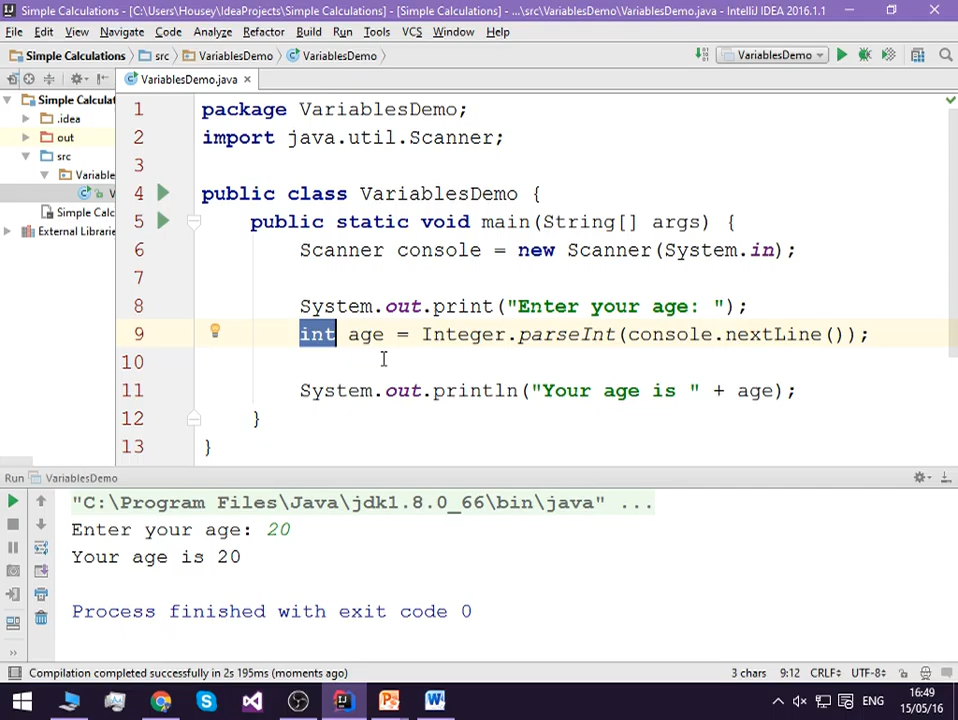 Simple Calculations - [C:\Users\Housey\IdeaProjects\Simple Calculations] - [Simple Calculations] - ...\src\VariablesDemo\VariablesDemo.java - IntelliJ IDEA 2016.1.1
File Edit View Navigate Code Analyze Refactor Build Run Tools VCS Window Help
Simple Calculations src VariablesDemo VariablesDemo VariablesDemo
VariablesDemo.java
Simple Calculat
.idea
out
src
Variable
V
Simple Calc
External Librarie
1 package VariablesDemo;
2 import java.util.Scanner;
3
4 public class VariablesDemo {
5 public static void main(String[] args) {
6 Scanner console = new Scanner(System.in);
7
8 System.out.print("Enter your age: ");
9 int age = Integer.parseInt(console.nextLine());
10
11 System.out.println("Your age is " + age);
12 }
13 }
Run VariablesDemo
"C:\Program Files\Java\jdk1.8.0_66\bin\java" ...
Enter your age: 20
Your age is 20
Process finished with exit code 0
Compilation completed successfully in 2s 195ms (moments ago) 3 chars 9:12 CRLF UTF-8
ENG
16:49
15/05/16